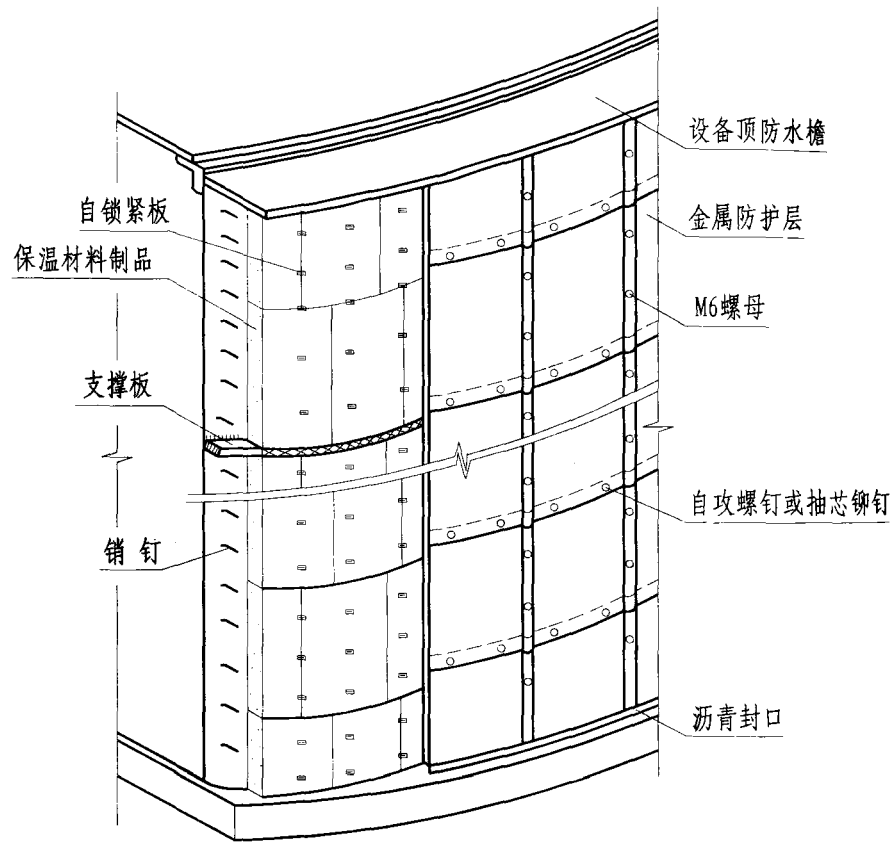 设备顶防水檐
自锁紧板
金属防护层
保温材料制品
M6螺母
支撑板
自攻螺钉或抽芯铆钉
销钉
沥青封口